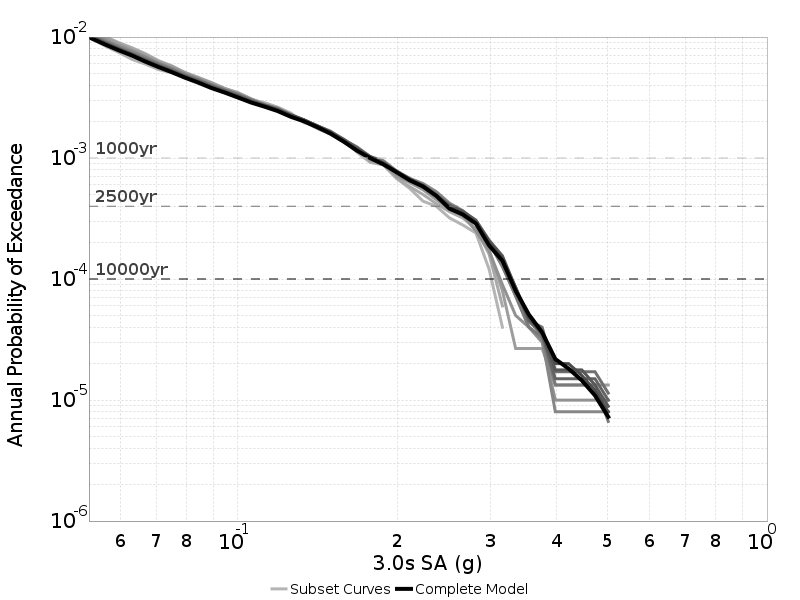 10-2
10-3
10-4
10-5
10-6
1000yr
2500yr
10000yr
Annual Probability of Exceedance
6 7 8 10-1 2 3 4 5 6 7 8 100
3.0s SA (g)
Subset Curves Complete Model